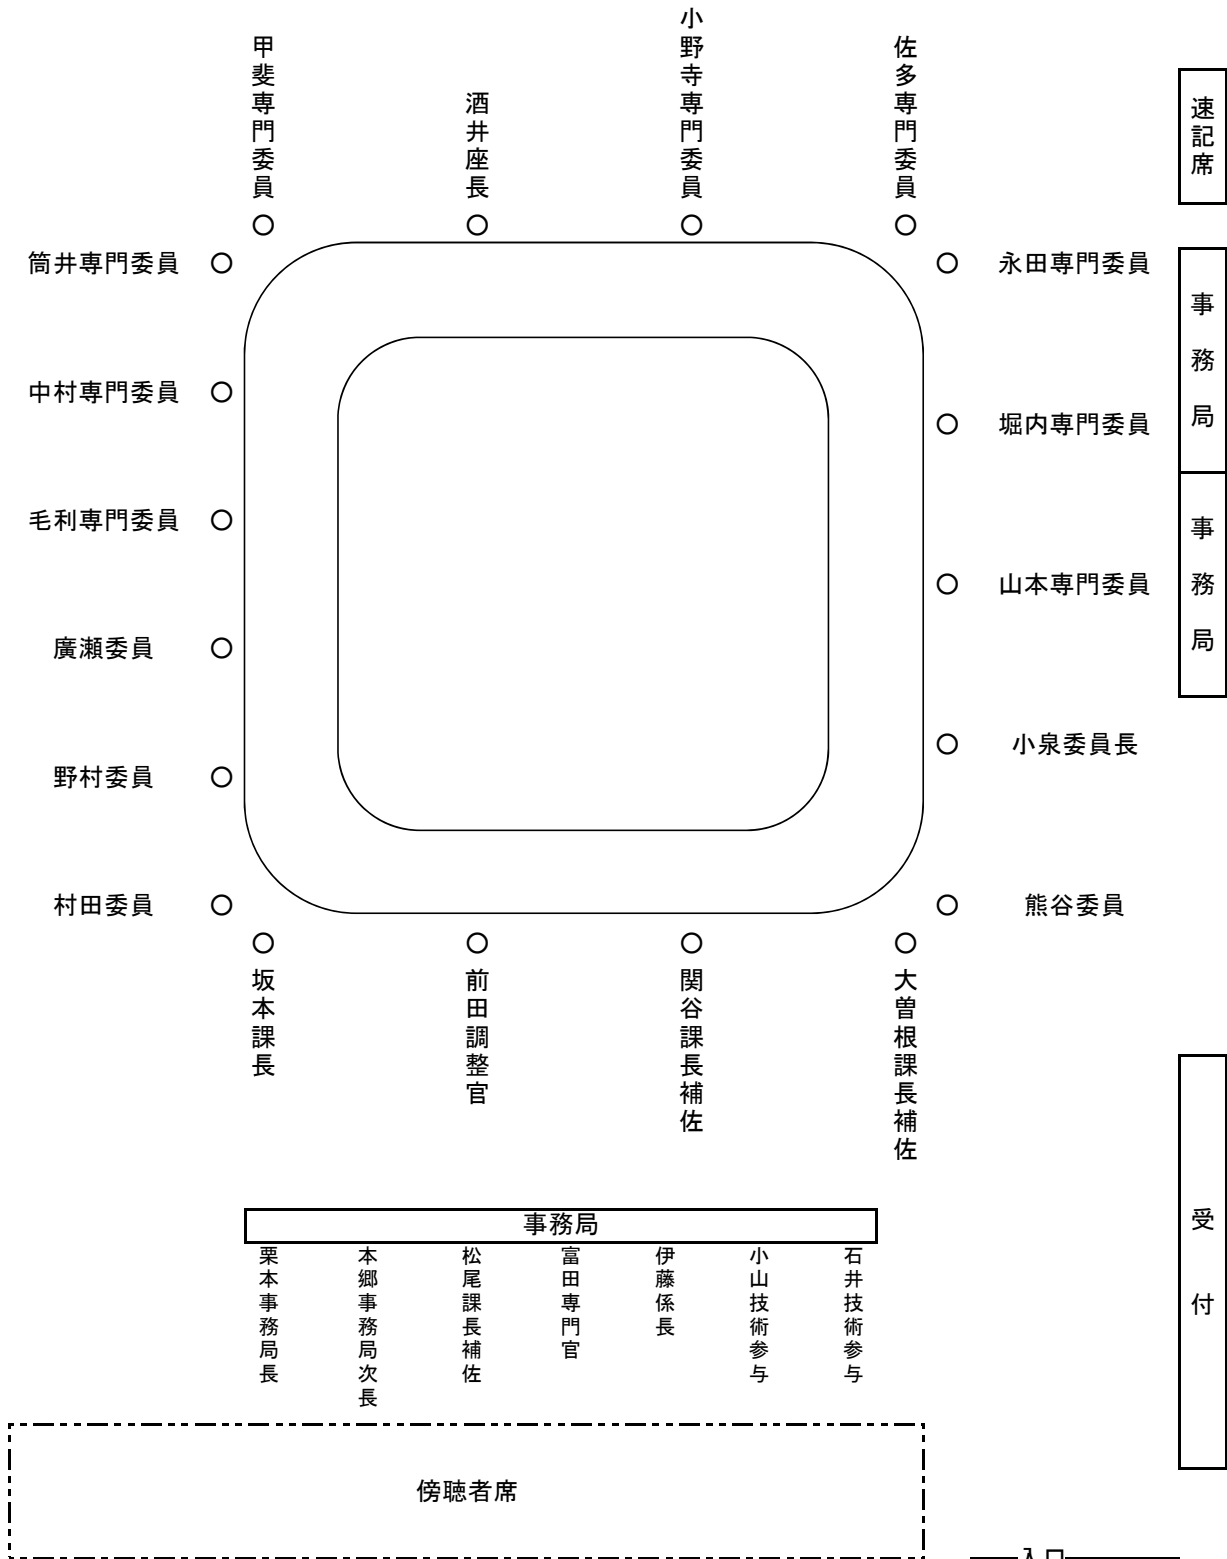 甲斐専門委員
酒井座長
小野寺専門委員
佐多専門委員
速記席
筒井専門委員
永田専門委員
事務局
中村専門委員
堀内専門委員
毛利専門委員
山本専門委員
事務局
廣瀬委員
小泉委員長
野村委員
村田委員
熊谷委員
坂本課長
前田調整官
関谷課長補佐
大曽根課長補佐
受付
事務局
栗本事務局長
本郷事務局次長
松尾課長補佐
富田専門官
伊藤係長
小山技術参与
石井技術参与
傍聴者席
入口